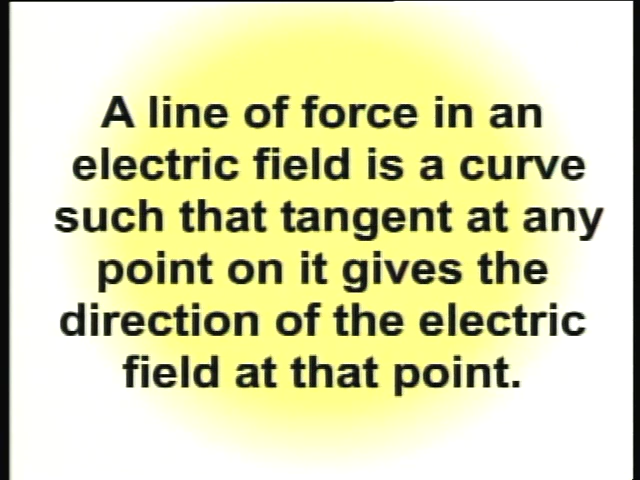 A line of force in an
electric field is a curve
such that tangent at any
point on it gives the
direction of the electric
field at that point.